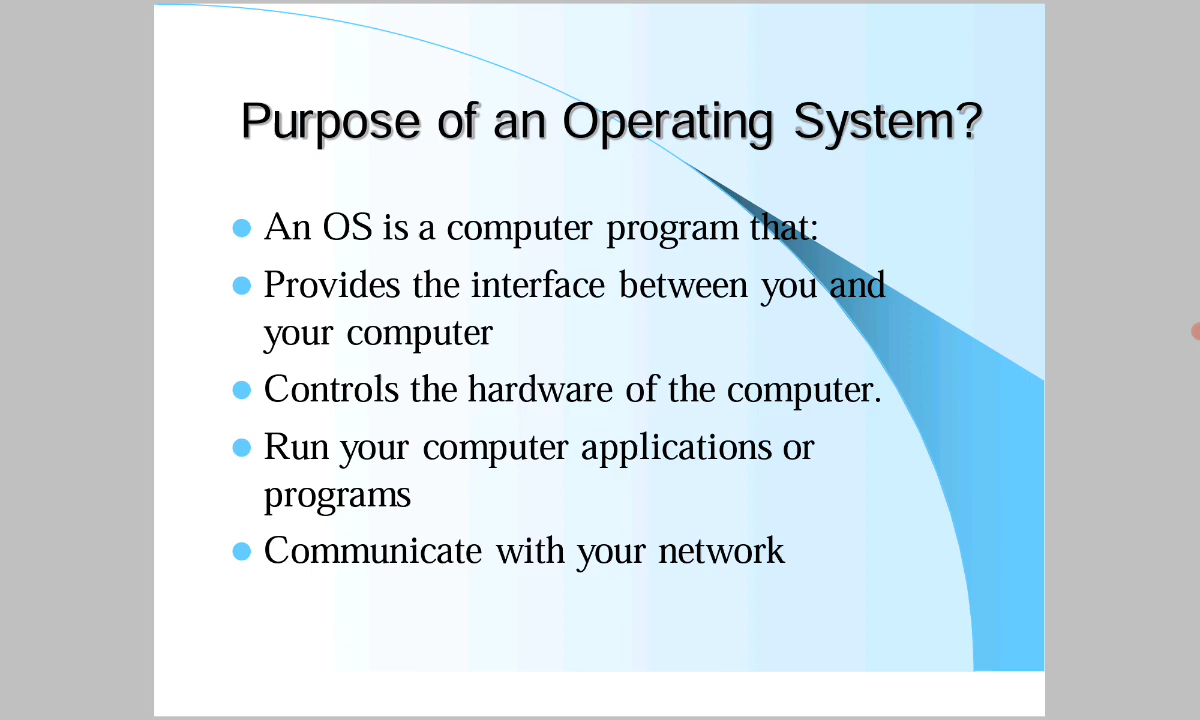 Purpose of an Operating System?
An OS is a computer program that:
Provides the interface between you and
your computer
Controls the hardware of the computer.
Run your computer applications or
programs
Communicate with your network